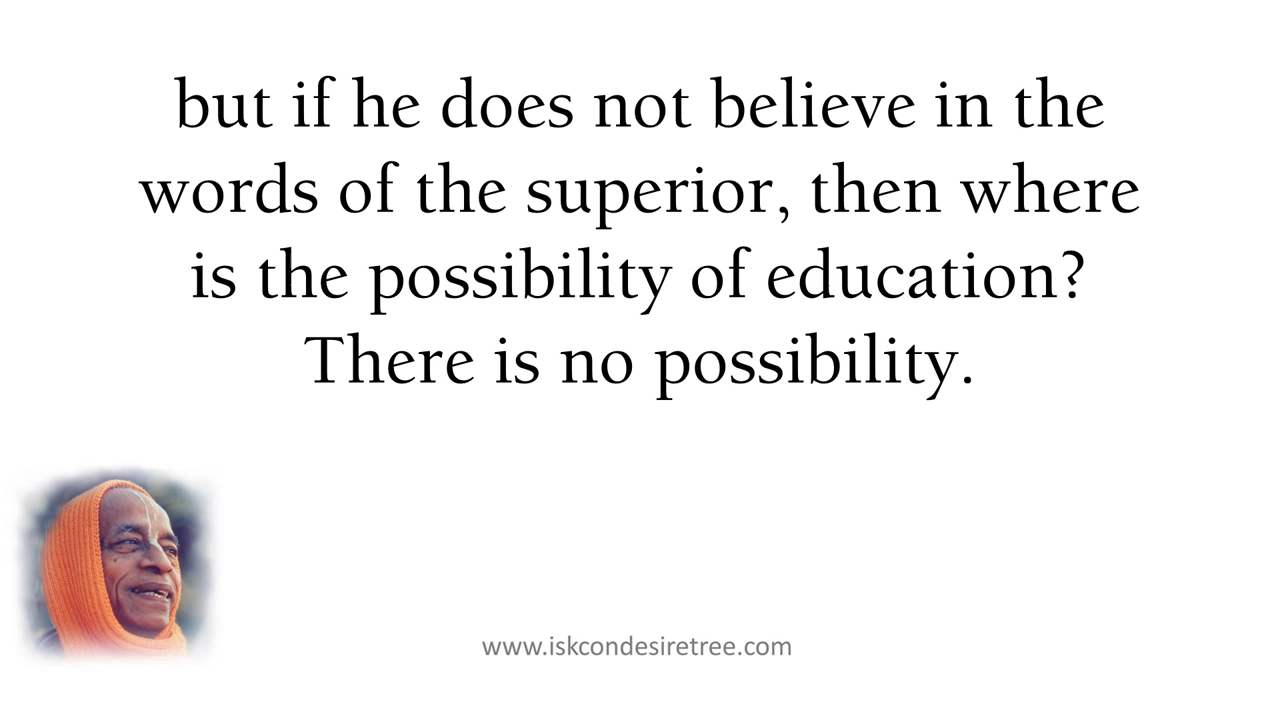 but if he does not believe in the
words of the superior, then where
is the possibility of education?
There is no possibility.
www.iskcondesiretree.com